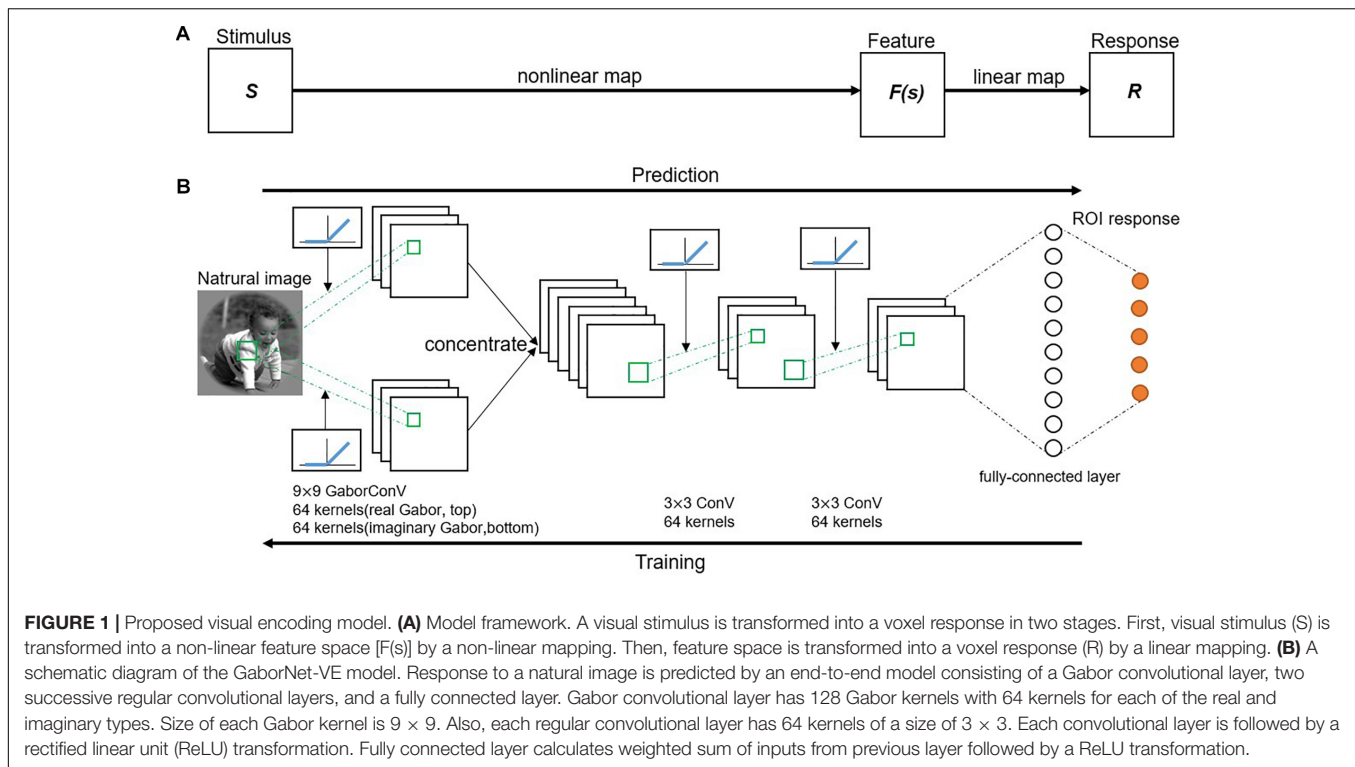 A
Stimulus
S
nonlinear map
Feature
F(s)
linear map
Response
R
B
Prediction
Natrural image
concentrate
ROI response
fully-connected layer
9×9 GaborConV
64 kernels(real Gabor, top)
64 kernels(imaginary Gabor,bottom)
3×3 ConV
64 kernels
3×3 ConV
64 kernels
Training
FIGURE 1 | Proposed visual encoding model. (A) Model framework. A visual stimulus is transformed into a voxel response in two stages. First, visual stimulus (S) is
transformed into a non-linear feature space [F(s)] by a non-linear mapping. Then, feature space is transformed into a voxel response (R) by a linear mapping. (B) A
schematic diagram of the GaborNet-VE model. Response to a natural image is predicted by an end-to-end model consisting of a Gabor convolutional layer, two
successive regular convolutional layers, and a fully connected layer. Gabor convolutional layer has 128 Gabor kernels with 64 kernels for each of the real and
imaginary types. Size of each Gabor kernel is 9 × 9. Also, each regular convolutional layer has 64 kernels of a size of 3 × 3. Each convolutional layer is followed by a
rectified linear unit (ReLU) transformation. Fully connected layer calculates weighted sum of inputs from previous layer followed by a ReLU transformation.